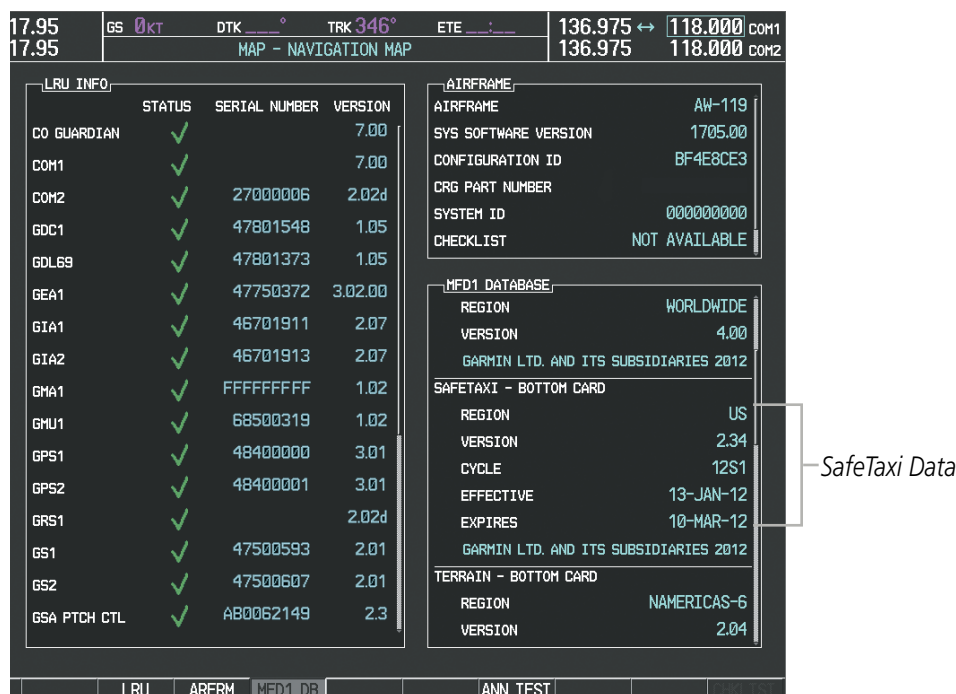 17.95 GS 0KT DTK ___° TRK 346° ETE __:__ 136.975 ↔ 118.000 COM1
17.95 MAP - NAVIGATION MAP 136.975 118.000 COM2
LRU INFO
STATUS SERIAL NUMBER VERSION
CO GUARDIAN ✓ 7.00
COM1 ✓ 7.00
COM2 ✓ 27000006 2.02d
GDC1 ✓ 47801548 1.05
GDL69 ✓ 47801373 1.05
GEA1 ✓ 47750372 3.02.00
GIA1 ✓ 46701911 2.07
GIA2 ✓ 46701913 2.07
GMA1 ✓ FFFFFFFFF 1.02
GMU1 ✓ 68500319 1.02
GPS1 ✓ 48400000 3.01
GPS2 ✓ 48400001 3.01
GRS1 ✓ 2.02d
GS1 ✓ 47500593 2.01
GS2 ✓ 47500607 2.01
GSA PTCH CTL ✓ AB0062149 2.3
AIRFRAME
AIRFRAME AW-119
SYS SOFTWARE VERSION 1705.00
CONFIGURATION ID BF4E8CE3
CRG PART NUMBER
SYSTEM ID 000000000
CHECKLIST NOT AVAILABLE
MFD1 DATABASE
REGION WORLDWIDE
VERSION 4.00
GARMIN LTD. AND ITS SUBSIDIARIES 2012
SAFETAXI - BOTTOM CARD
REGION US
VERSION 2.34
CYCLE 12S1
EFFECTIVE 13-JAN-12
EXPIRES 10-MAR-12
GARMIN LTD. AND ITS SUBSIDIARIES 2012
TERRAIN - BOTTOM CARD
REGION NAMERICAS-6
VERSION 2.04
SafeTaxi Data
LRU ARFRM MFD1 DB ANN TEST CHKLIST